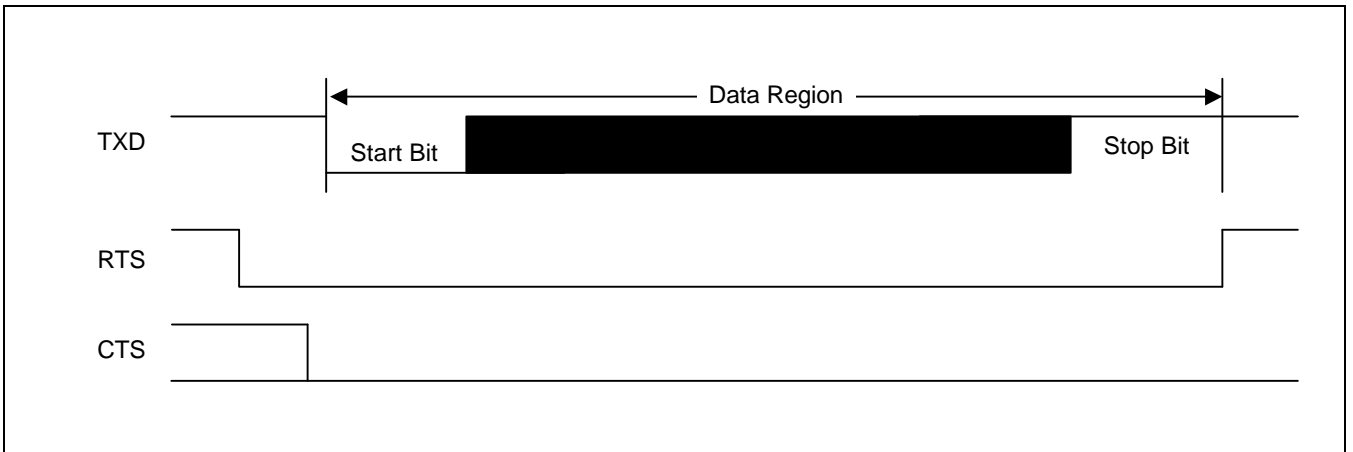 Data Region
TXD
Start Bit
Stop Bit
RTS
CTS